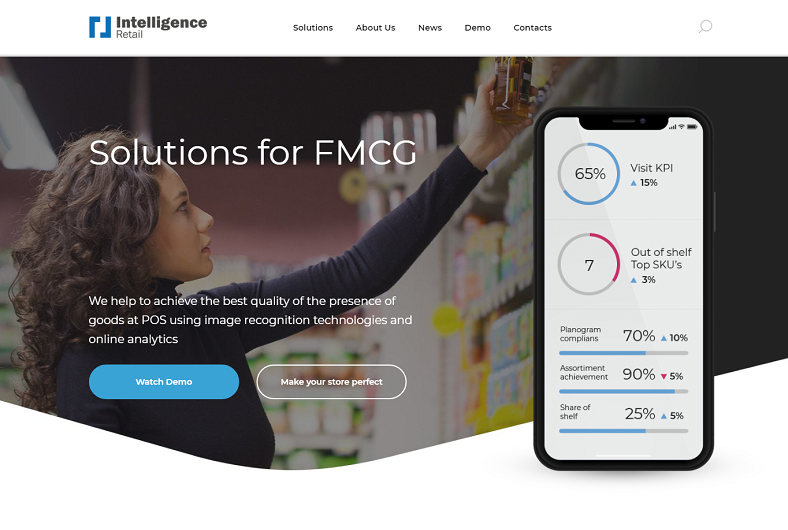 Intelligence
Retail
Solutions About Us News Demo Contacts
Solutions for FMCG
We help to achieve the best quality of the presence of
goods at POS using image recognition technologies and
online analytics
Watch Demo
Make your store perfect
65%
Visit KPI
15%
7
Out of shelf
Top SKU's
3%
Planogram
complians
70%
10%
Assortiment
achievement
90%
5%
Share of
shelf
25%
5%